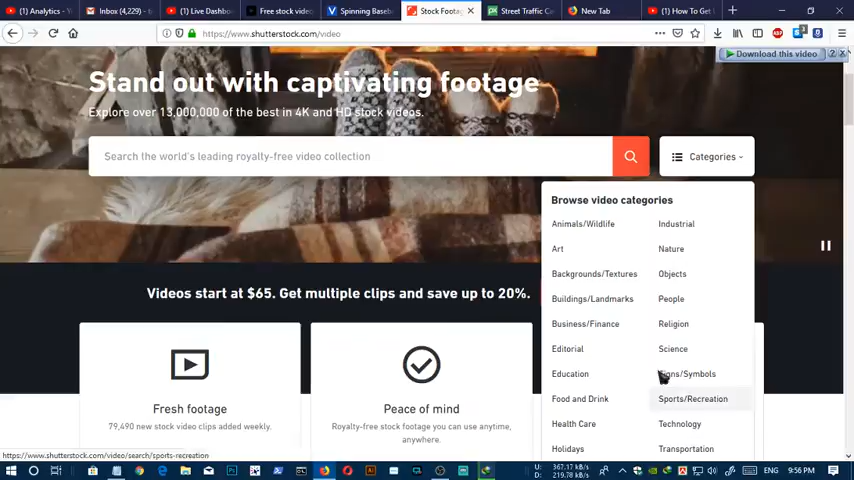 (1) Analytics - Y
Inbox (4,229) - t
(1) Live Dashbo
Free stock video
Spinning Baseb
Stock Footag
Street Traffic C
New Tab
(1) How To Get
https://www.shutterstock.com/video
Download this video
Stand out with captivating footage
Explore over 13,000,000 of the best in 4K and HD stock videos.
Search the world's leading royalty-free video collection
Categories
Browse video categories
Animals/Wildlife
Art
Backgrounds/Textures
Buildings/Landmarks
Business/Finance
Editorial
Education
Food and Drink
Health Care
Holidays
Industrial
Nature
Objects
People
Religion
Science
Signs/Symbols
Sports/Recreation
Technology
Transportation
Videos start at $65. Get multiple clips and save up to 20%.
Fresh footage
79,490 new stock video clips added weekly.
Peace of mind
Royalty-free stock footage you can use anytime,
anywhere.
https://www.shutterstock.com/video/search/sports-recreation
U: 367.17 kB/s
D: 219.78 kB/s
ENG
9:56 PM